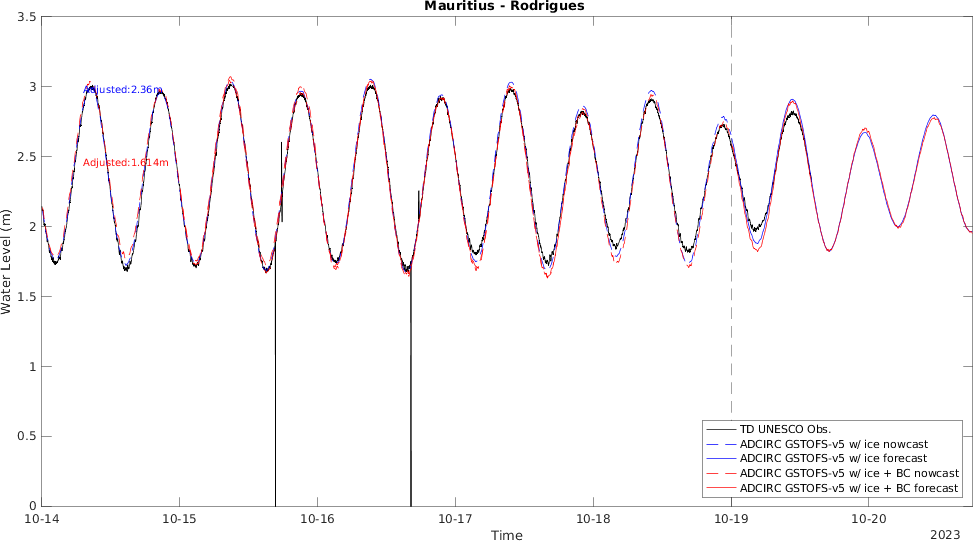 Mauritius - Rodrigues
3.5
3
2.5
2
1.5
1
0.5
0
Water Level (m)
Adjusted:2.36m
Adjusted:1.614m
TD UNESCO Obs.
ADCIRC GSTOFS-v5 w/ ice nowcast
ADCIRC GSTOFS-v5 w/ ice forecast
ADCIRC GSTOFS-v5 w/ ice + BC nowcast
ADCIRC GSTOFS-v5 w/ ice + BC forecast
10-14 10-15 10-16 10-17 10-18 10-19 10-20
Time
2023